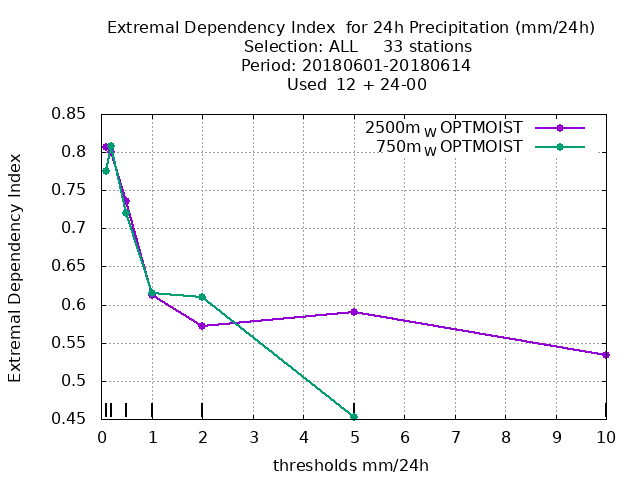 Extremal Dependency Index  for 24h Precipitation (mm/24h)
Selection: ALL     33 stations
Period: 20180601-20180614
Used  12 + 24-00
0.85
0.8
0.75
0.7
0.65
0.6
0.55
0.5
0.45
Extremal Dependency Index
2500m W OPTMOIST
750m W OPTMOIST
0 1 2 3 4 5 6 7 8 9 10
thresholds mm/24h